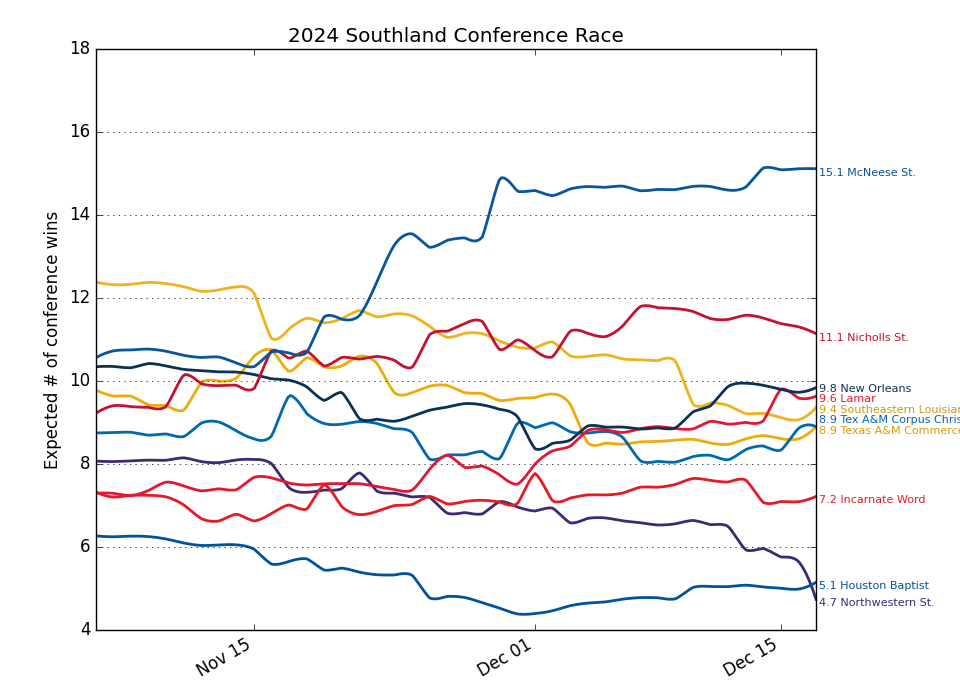 2024 Southland Conference Race
Expected # of conference wins
18
16
14
12
10
8
6
4
Nov 15
Dec 01
Dec 15
15.1 McNeese St.
11.1 Nicholls St.
9.8 New Orleans
9.6 Lamar
9.4 Southeastern Louisian
8.9 Tex A&M Corpus Chris
8.9 Texas A&M Commerce
7.2 Incarnate Word
5.1 Houston Baptist
4.7 Northwestern St.